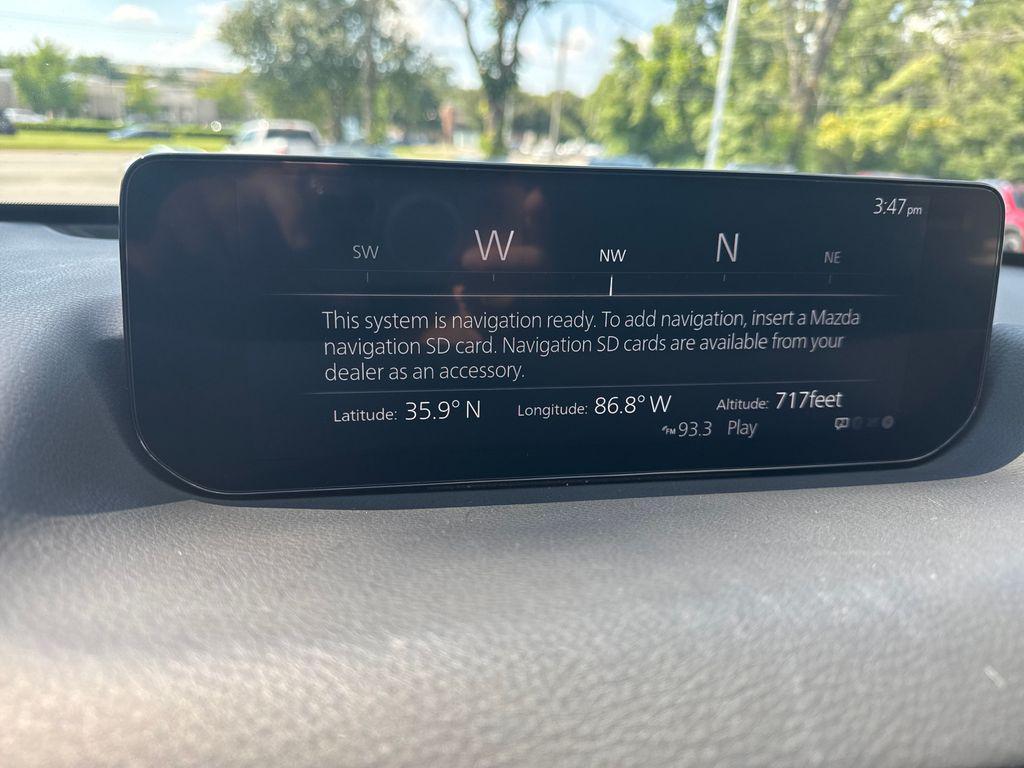 3:47 pm
SW W NW N NE
This system is navigation ready. To add navigation, insert a Mazda
navigation SD card. Navigation SD cards are available from your
dealer as an accessory.
Latitude: 35.9° N Longitude: 86.8° W Altitude: 717feet
FM 93.3 Play